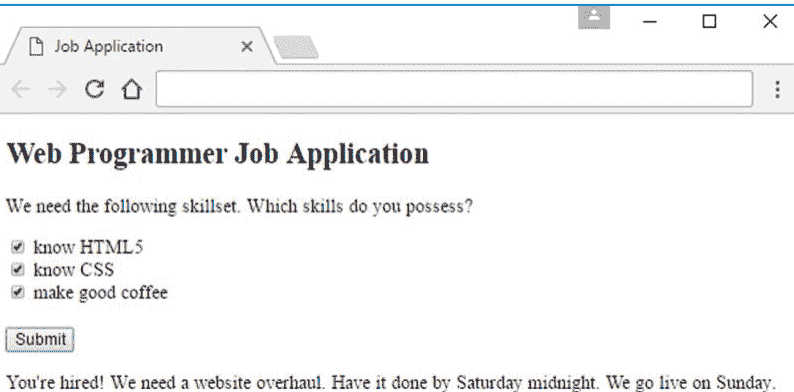 Job Application
Web Programmer Job Application
We need the following skillset. Which skills do you possess?
know HTML5
know CSS
make good coffee
Submit
You're hired! We need a website overhaul. Have it done by Saturday midnight. We go live on Sunday.